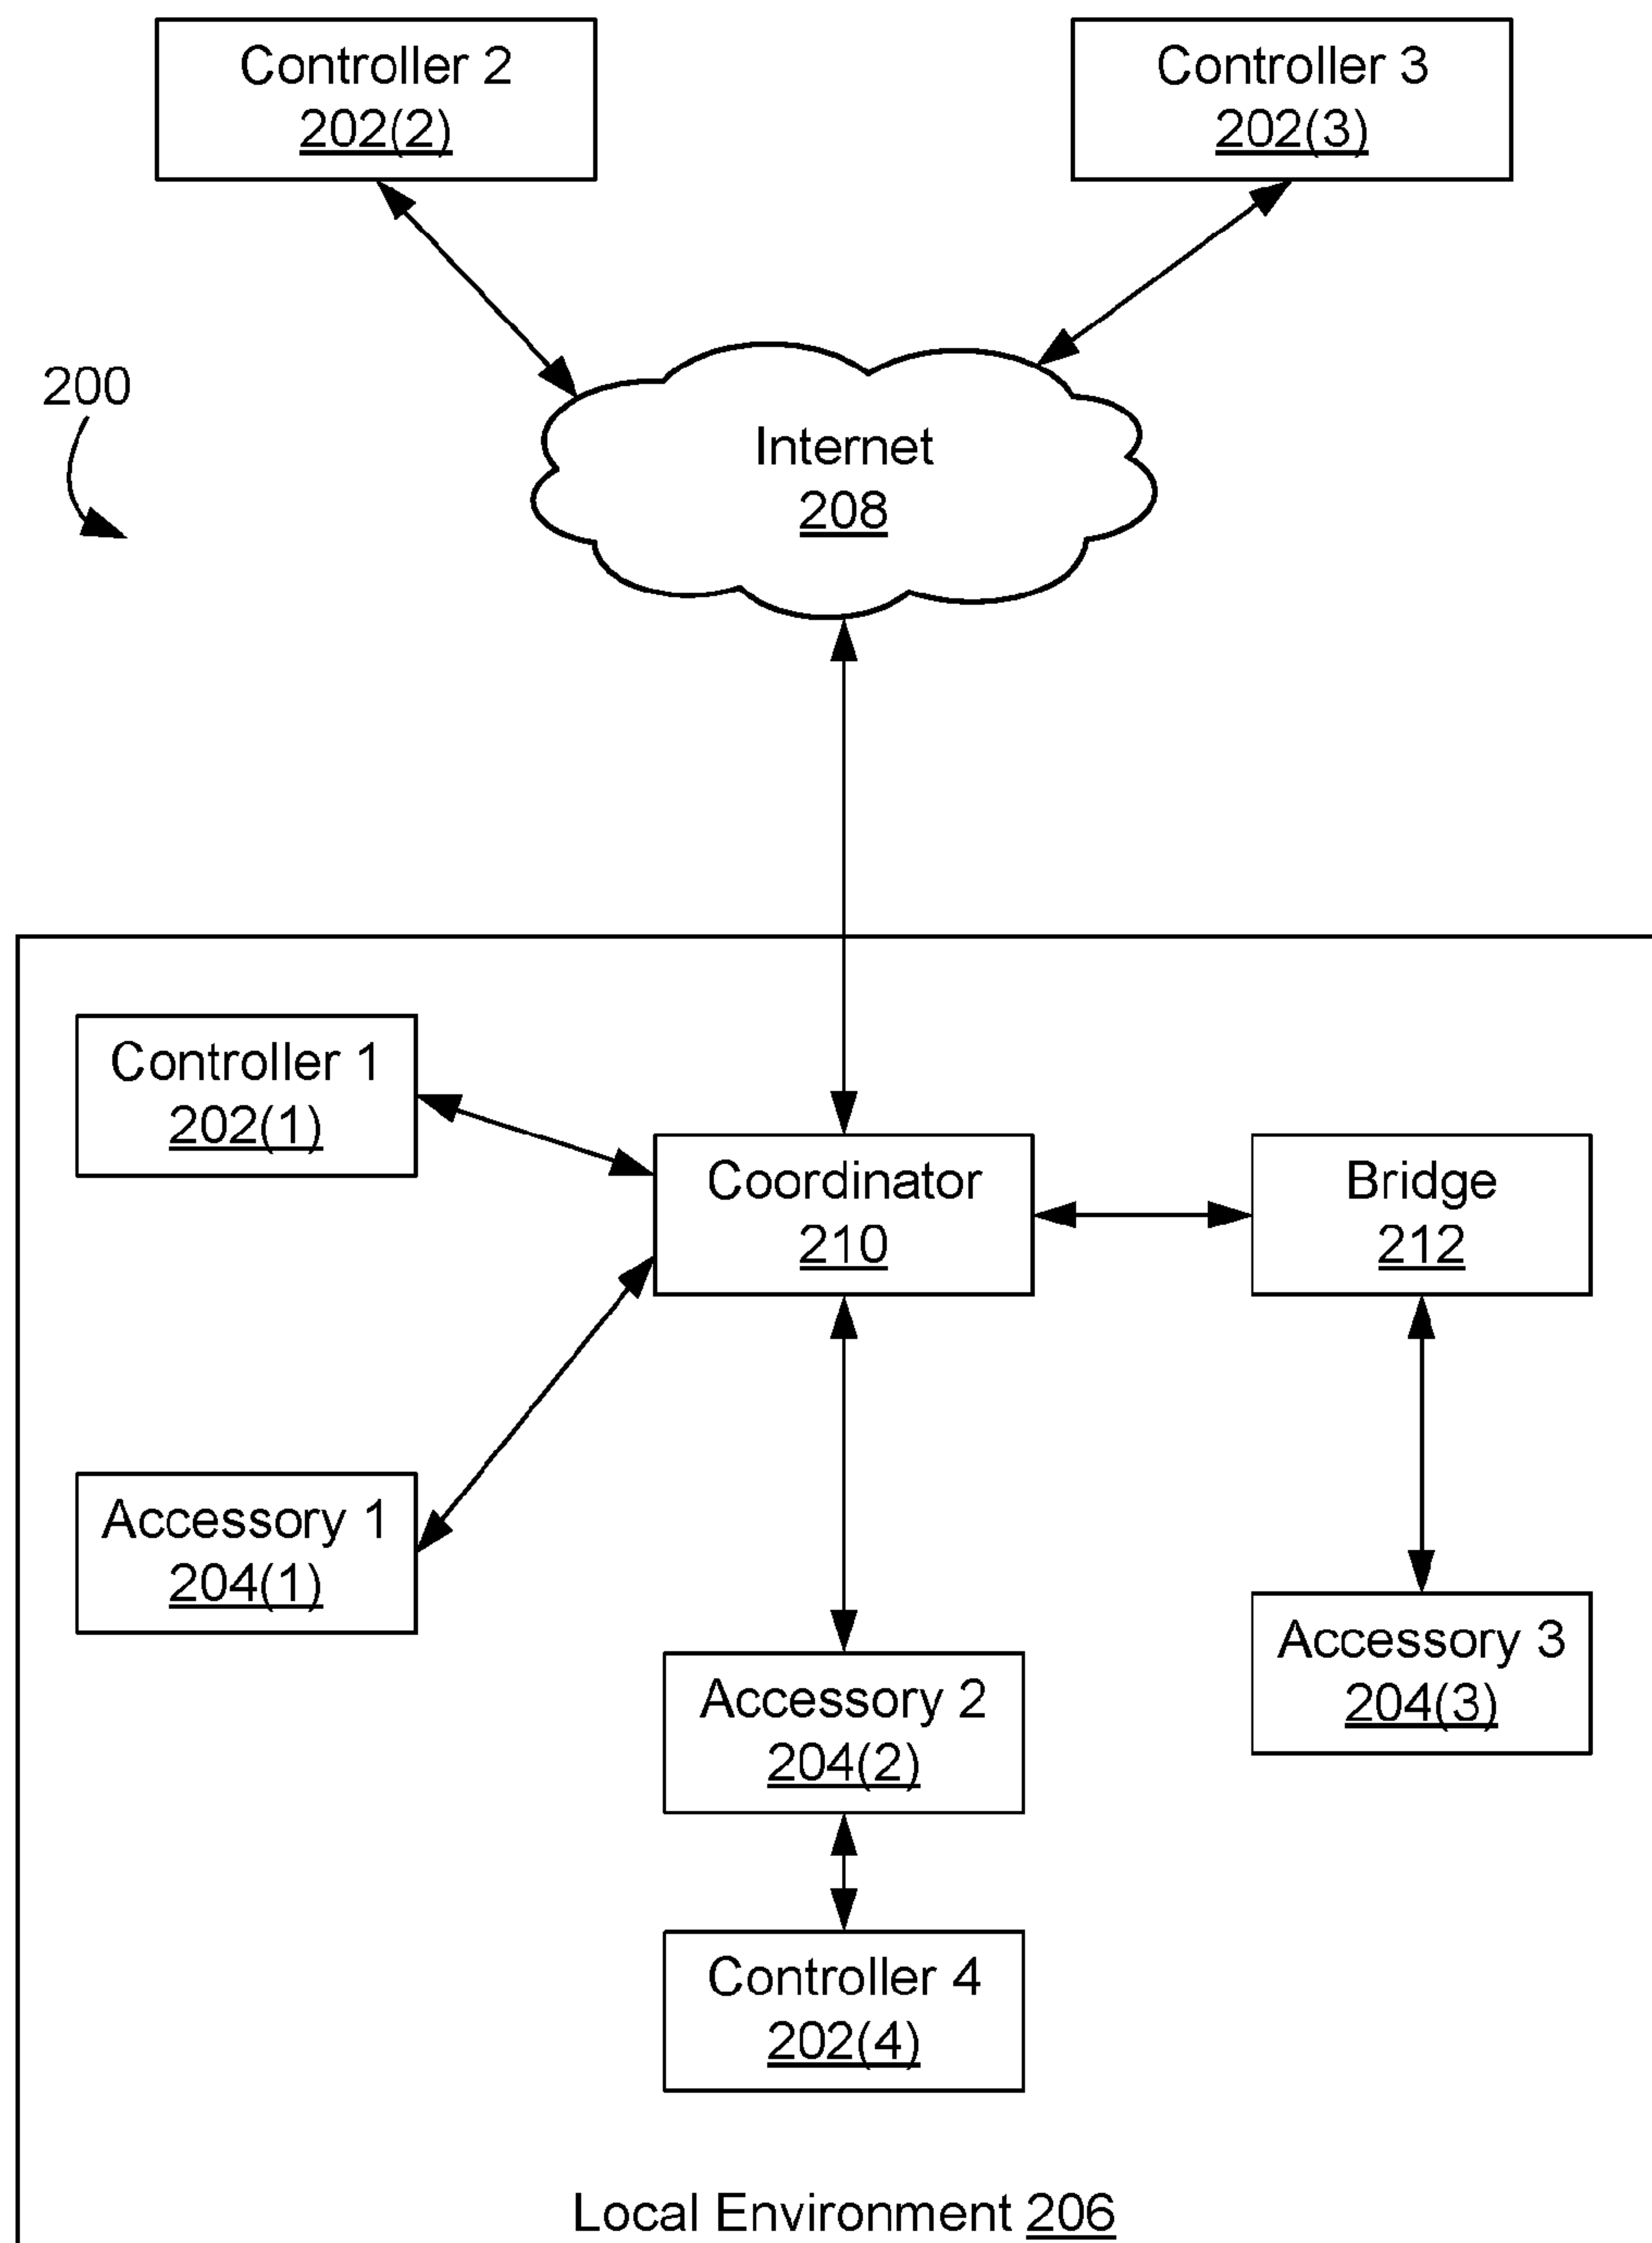 Controller 2
202(2)
Controller 3
202(3)
200
Internet
208
Controller 1
202(1)
Coordinator
210
Bridge
212
Accessory 1
204(1)
Accessory 2
204(2)
Accessory 3
204(3)
Controller 4
202(4)
Local Environment 206